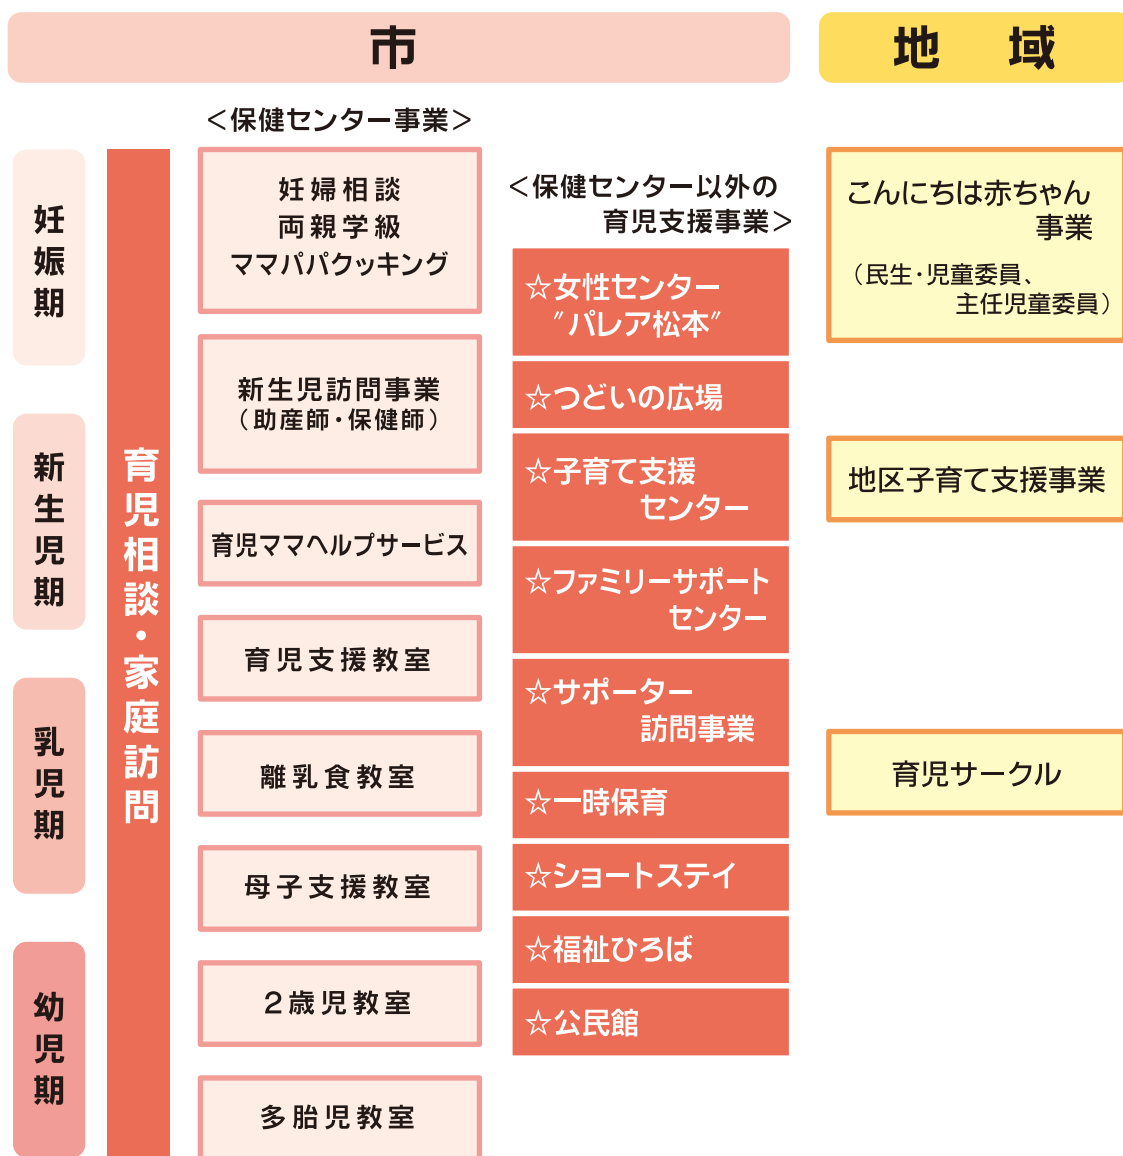 市
地　域
＜保健センター事業＞
妊娠期
新生児期
乳児期
幼児期
育児相談・家庭訪問
妊婦相談
両親学級
ママパパクッキング
新生児訪問事業
（助産師・保健師）
育児ママヘルプサービス
育児支援教室
離乳食教室
母子支援教室
2歳児教室
多胎児教室
＜保健センター以外の
育児支援事業＞
☆女性センター
〃パレア松本〃
☆つどいの広場
☆子育て支援
センター
☆ファミリーサポート
センター
☆サポーター
訪問事業
☆一時保育
☆ショートステイ
☆福祉ひろば
☆公民館
こんにちは赤ちゃん
事業
（民生・児童委員、
主任児童委員）
地区子育て支援事業
育児サークル